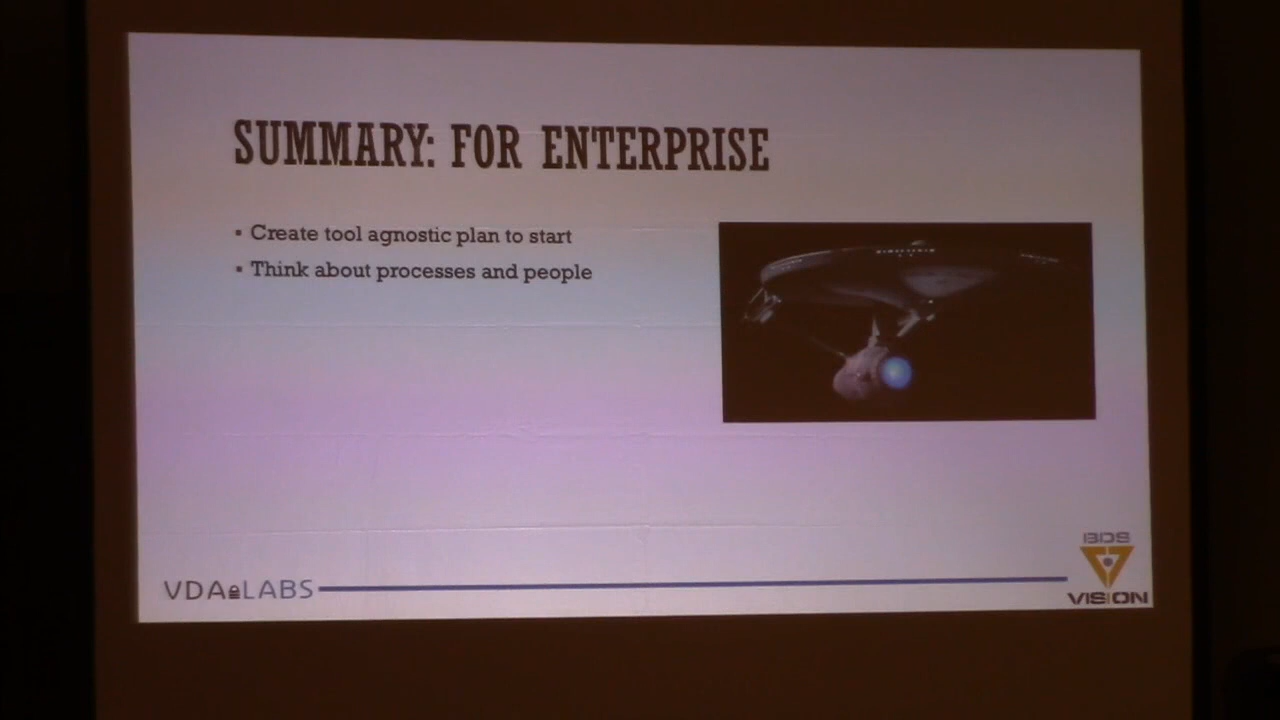 SUMMARY: FOR ENTERPRISE
▪ Create tool agnostic plan to start
▪ Think about processes and people
VDA LABS
BDS
VISION